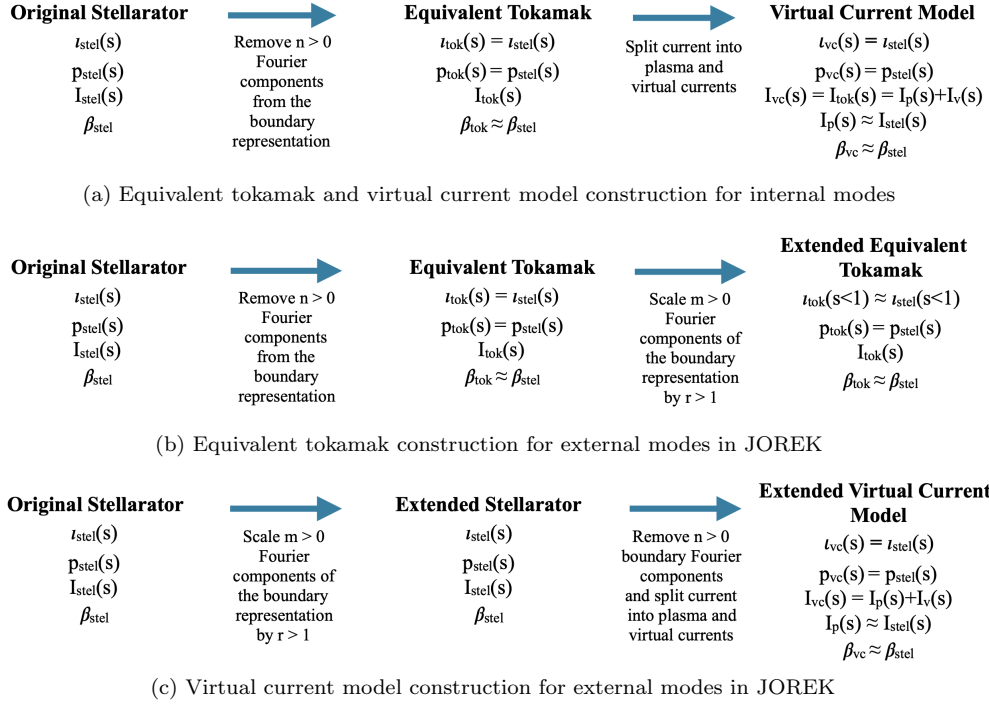 Original Stellarator
ιstel(s)
pstel(s)
Istel(s)
βstel
Remove n > 0
Fourier
components
from the
boundary
representation
Equivalent Tokamak
ιtok(s) = ιstel(s)
ptok(s) = pstel(s)
Itok(s)
βtok ≈ βstel
Split current into
plasma and
virtual currents
Virtual Current Model
ιvc(s) = ιstel(s)
pvc(s) = pstel(s)
Ivc(s) = Itok(s) = Ip(s)+Iv(s)
Ip(s) ≈ Istel(s)
βvc ≈ βstel
(a) Equivalent tokamak and virtual current model construction for internal modes
Original Stellarator
ιstel(s)
pstel(s)
Istel(s)
βstel
Remove n > 0
Fourier
components
from the
boundary
representation
Equivalent Tokamak
ιtok(s) = ιstel(s)
ptok(s) = pstel(s)
Itok(s)
βtok ≈ βstel
Scale m > 0
Fourier
components of
the boundary
representation
by r > 1
Extended Equivalent
Tokamak
ιtok(s<1) ≈ ιstel(s<1)
ptok(s) = pstel(s)
Itok(s)
βtok ≈ βstel
(b) Equivalent tokamak construction for external modes in JOREK
Original Stellarator
ιstel(s)
pstel(s)
Istel(s)
βstel
Scale m > 0
Fourier
components of
the boundary
representation
by r > 1
Extended Stellarator
ιstel(s)
pstel(s)
Istel(s)
βstel
Remove n > 0
boundary Fourier
components
and split current
into plasma and
virtual currents
Extended Virtual Current
Model
ιvc(s) = ιstel(s)
pvc(s) = pstel(s)
Ivc(s) = Ip(s)+Iv(s)
Ip(s) ≈ Istel(s)
βvc ≈ βstel
(c) Virtual current model construction for external modes in JOREK